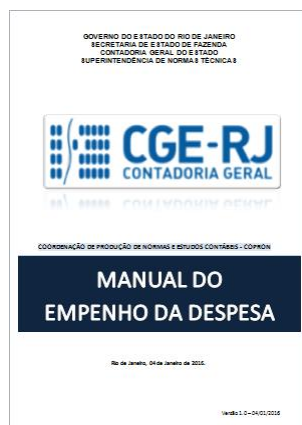 GOVERNO DO ESTADO DO RIO DE JANEIRO
SECRETARIA DE ESTADO DE FAZENDA
CONTADORIA GERAL DO ESTADO
SUPERINTENDÊNCIA DE NORMAS TÉCNICAS
CGE-RJ
CONTADORIA GERAL
COORDENAÇÃO DE PRODUÇÃO DE NORMAS E ESTUDOS CONTÁBEIS - COPRON
MANUAL DO
EMPENHO DA DESPESA
Rio de Janeiro, 04 de Janeiro de 2016.
Versão 1.0 – 04/01/2016